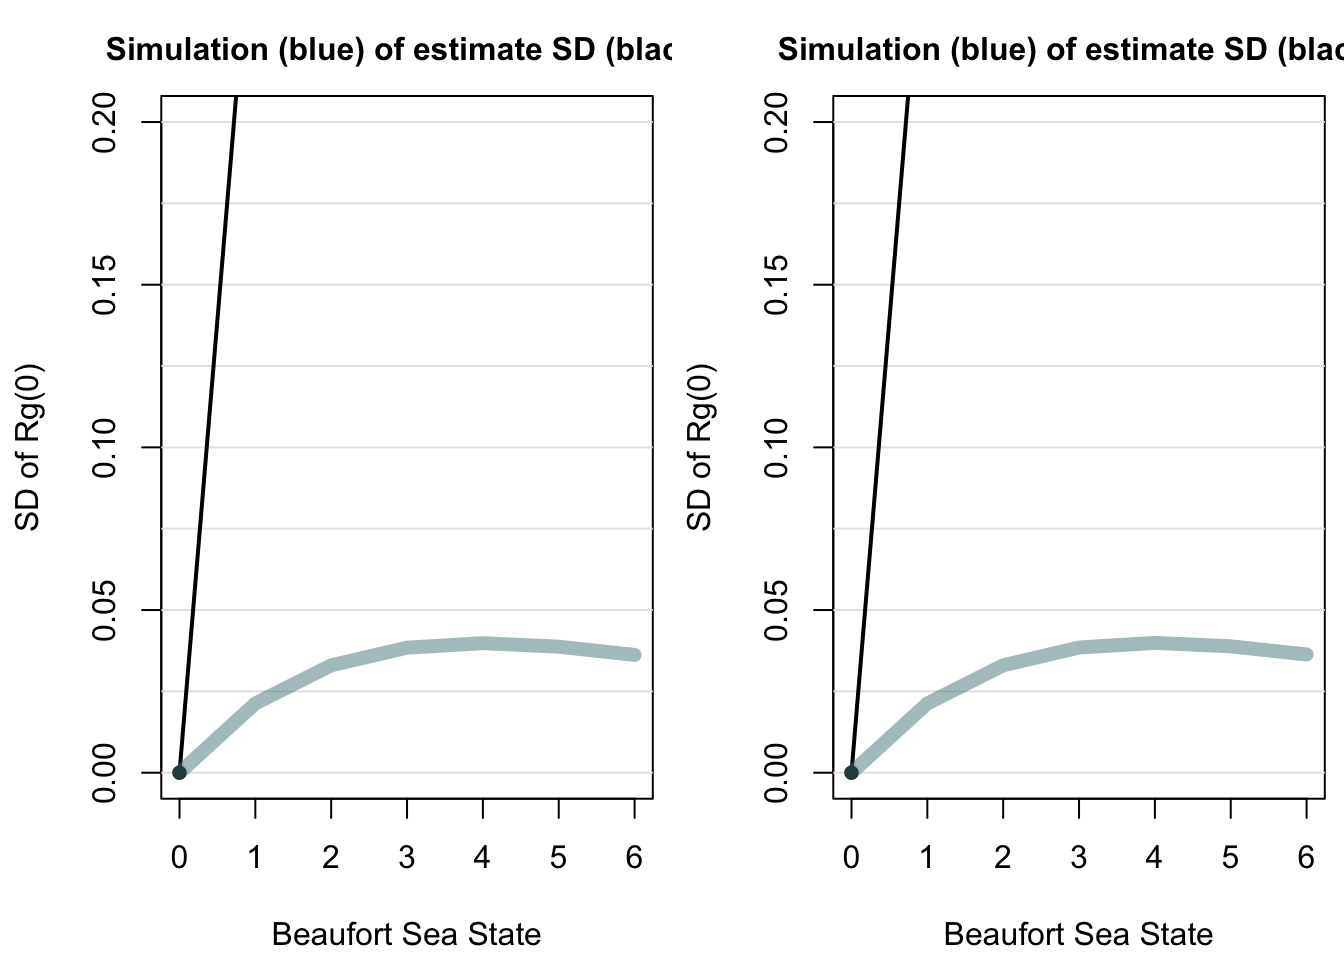 Simulation (blue) of estimate SD (blac
SD of Rg(0)
0.20
0.15
0.10
0.05
0.00
0 1 2 3 4 5 6
Beaufort Sea State
Simulation (blue) of estimate SD (blac
SD of Rg(0)
0.20
0.15
0.10
0.05
0.00
0 1 2 3 4 5 6
Beaufort Sea State